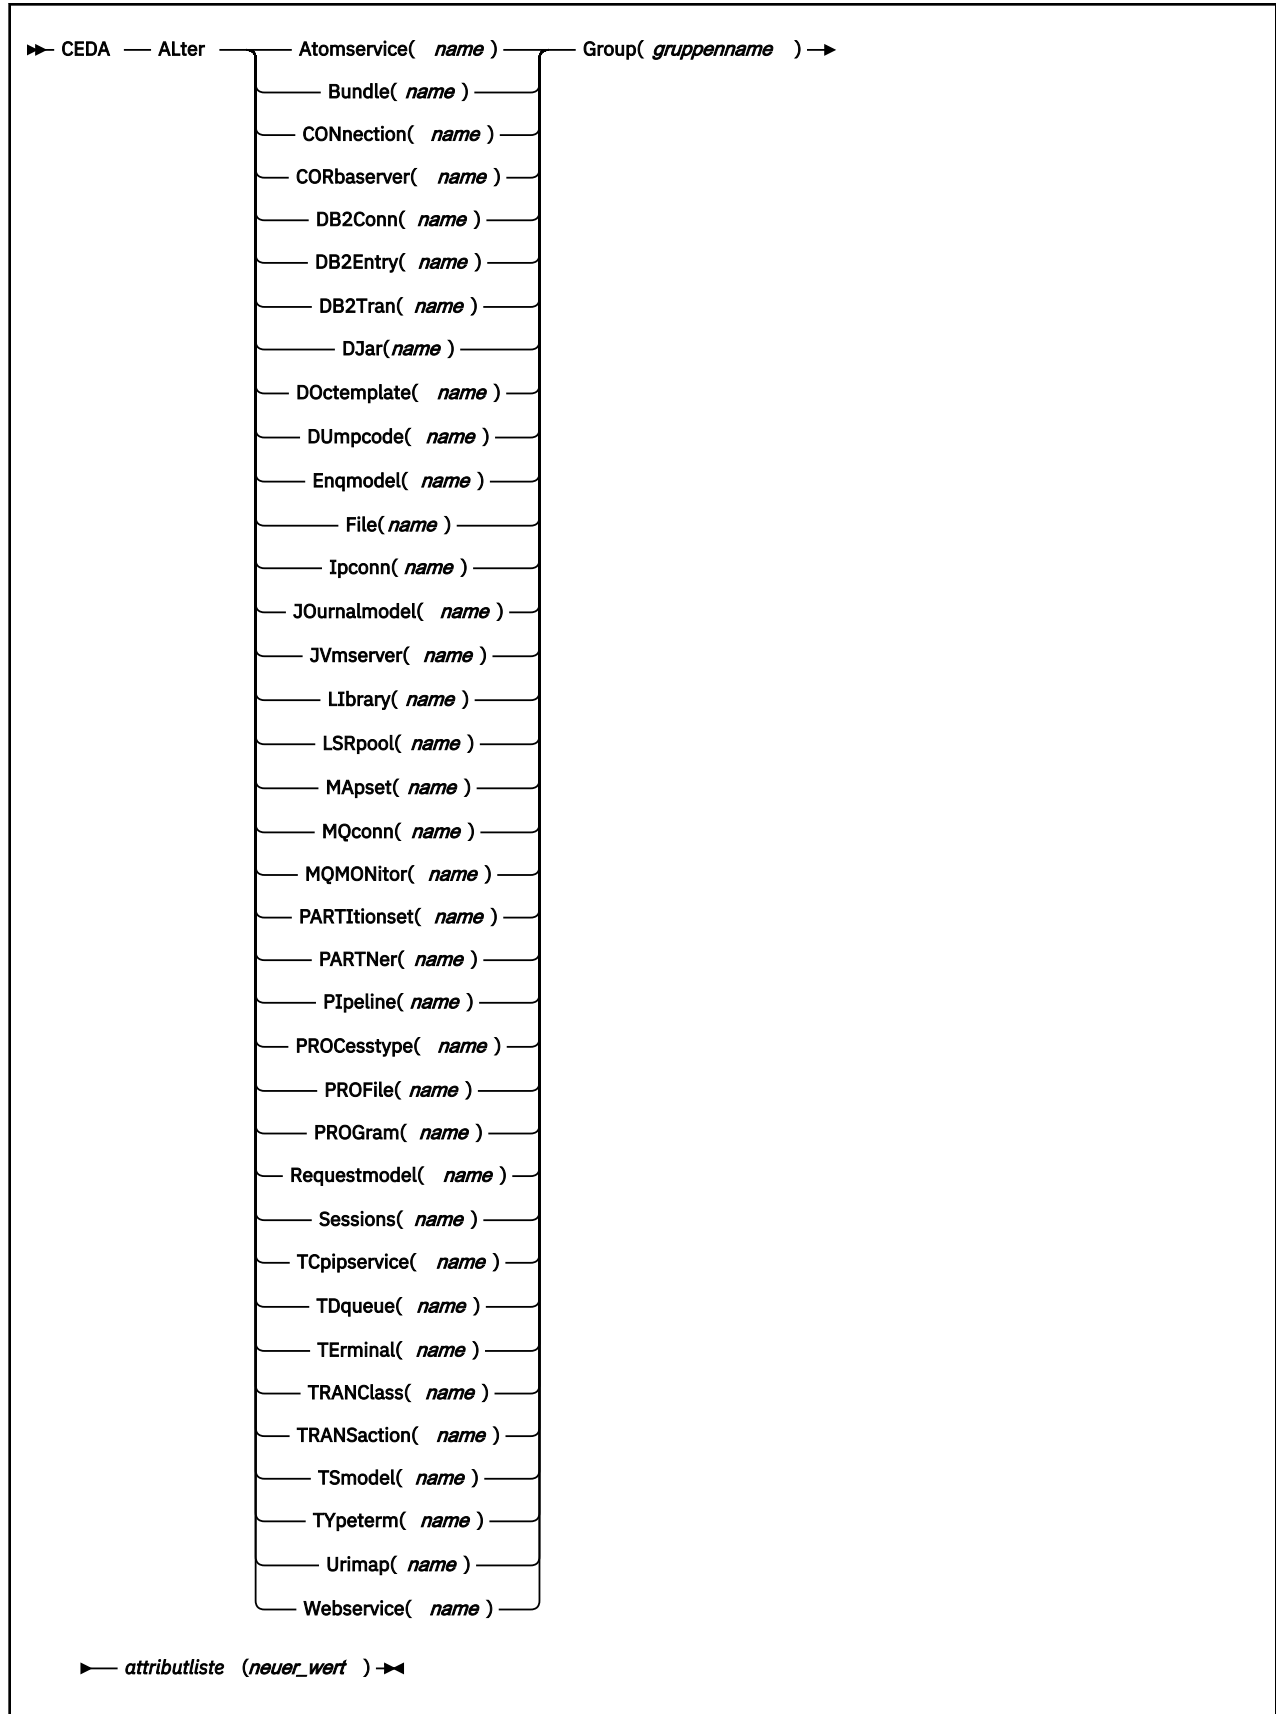 CEDA ALter Atomservice( name ) Group( gruppenname )
Bundle( name )
CONnection( name )
CORbaserver( name )
DB2Conn( name )
DB2Entry( name )
DB2Tran( name )
DJar(name )
DOctemplate( name )
DUmpcode( name )
Enqmodel( name )
File( name )
Ipconn( name )
JOurnalmodel( name )
JVmserver( name )
LIbrary( name )
LSRpool( name )
MApset( name )
MQconn( name )
MQMONitor( name )
PARTItionset( name )
PARTNer( name )
PIpeline( name )
PROCesstype( name )
PROFile( name )
PROGram( name )
Requestmodel( name )
Sessions( name )
TCpipservice( name )
TDqueue( name )
TErminal( name )
TRANClass( name )
TRANSaction( name )
TSmodel( name )
TYpeterm( name )
Urimap( name )
Webservice( name )
attributliste (neuer_wert )